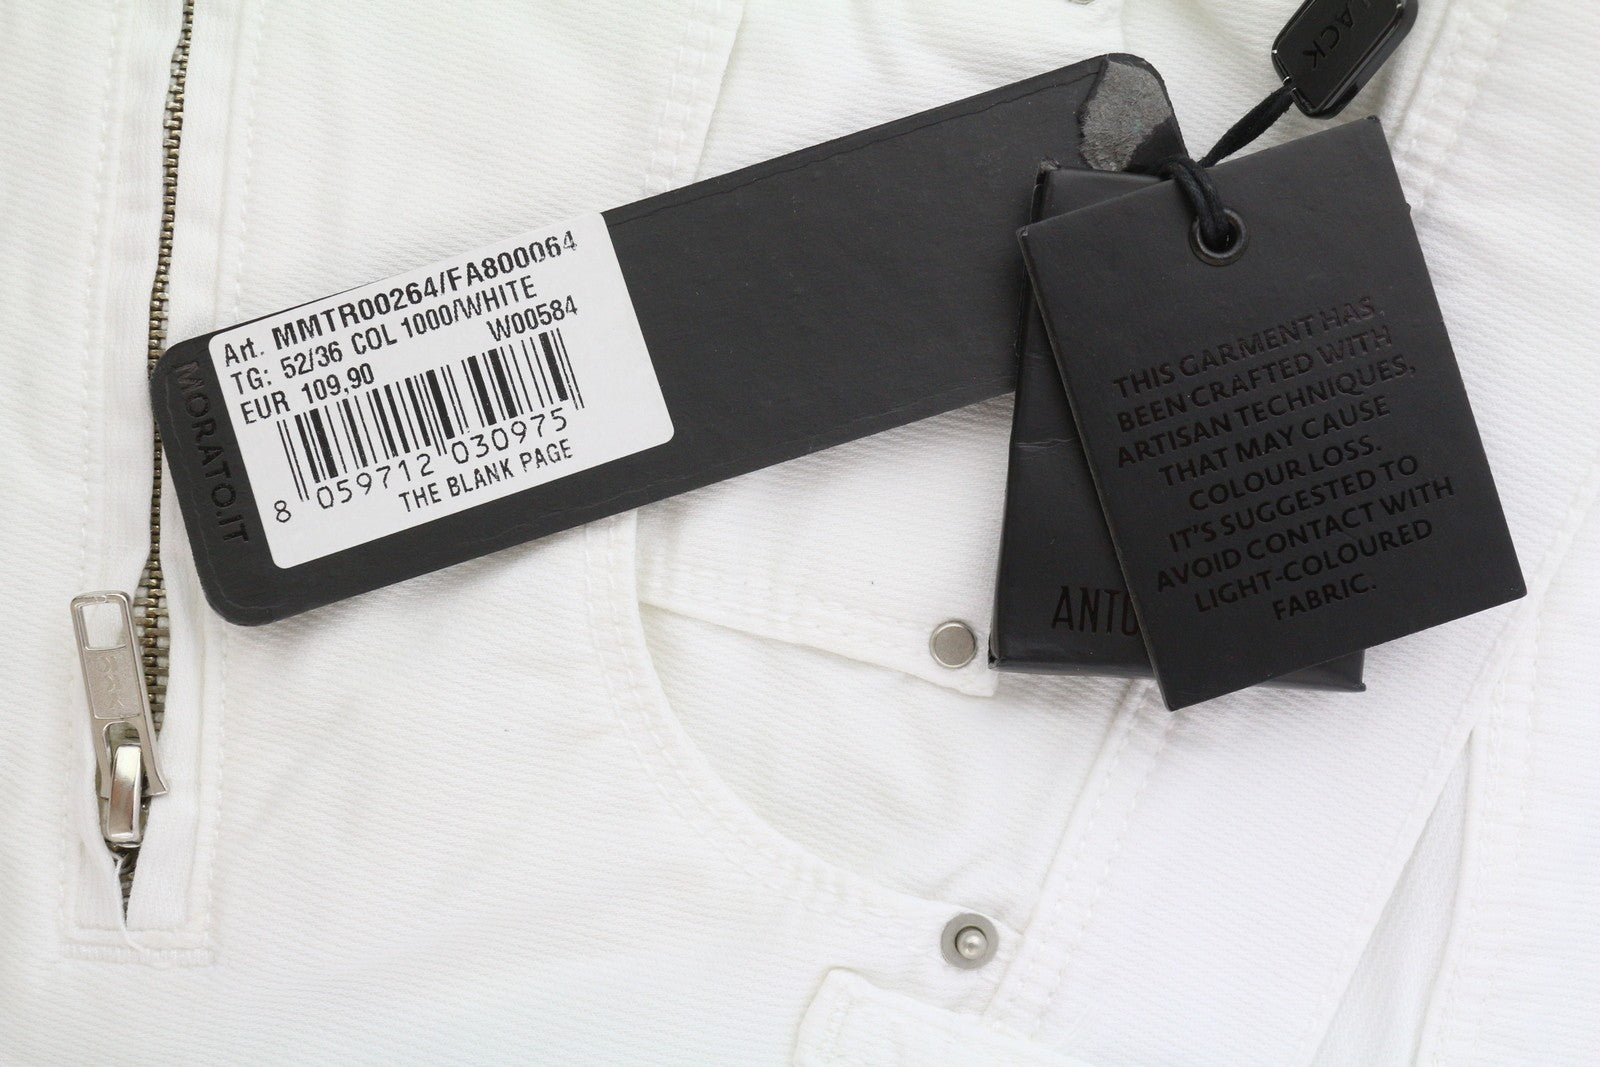 Art. MMTR00264/FA800064
TG: 52/36 COL 1000/WHITE
EUR 109,90 W00584
8 059712 030975
THE BLANK PAGE
MORATO.IT
LACK
ANTO
THIS GARMENT HAS
BEEN CRAFTED WITH
ARTISAN TECHNIQUES,
THAT MAY CAUSE
COLOUR LOSS.
IT'S SUGGESTED TO
AVOID CONTACT WITH
LIGHT-COLOURED
FABRIC.